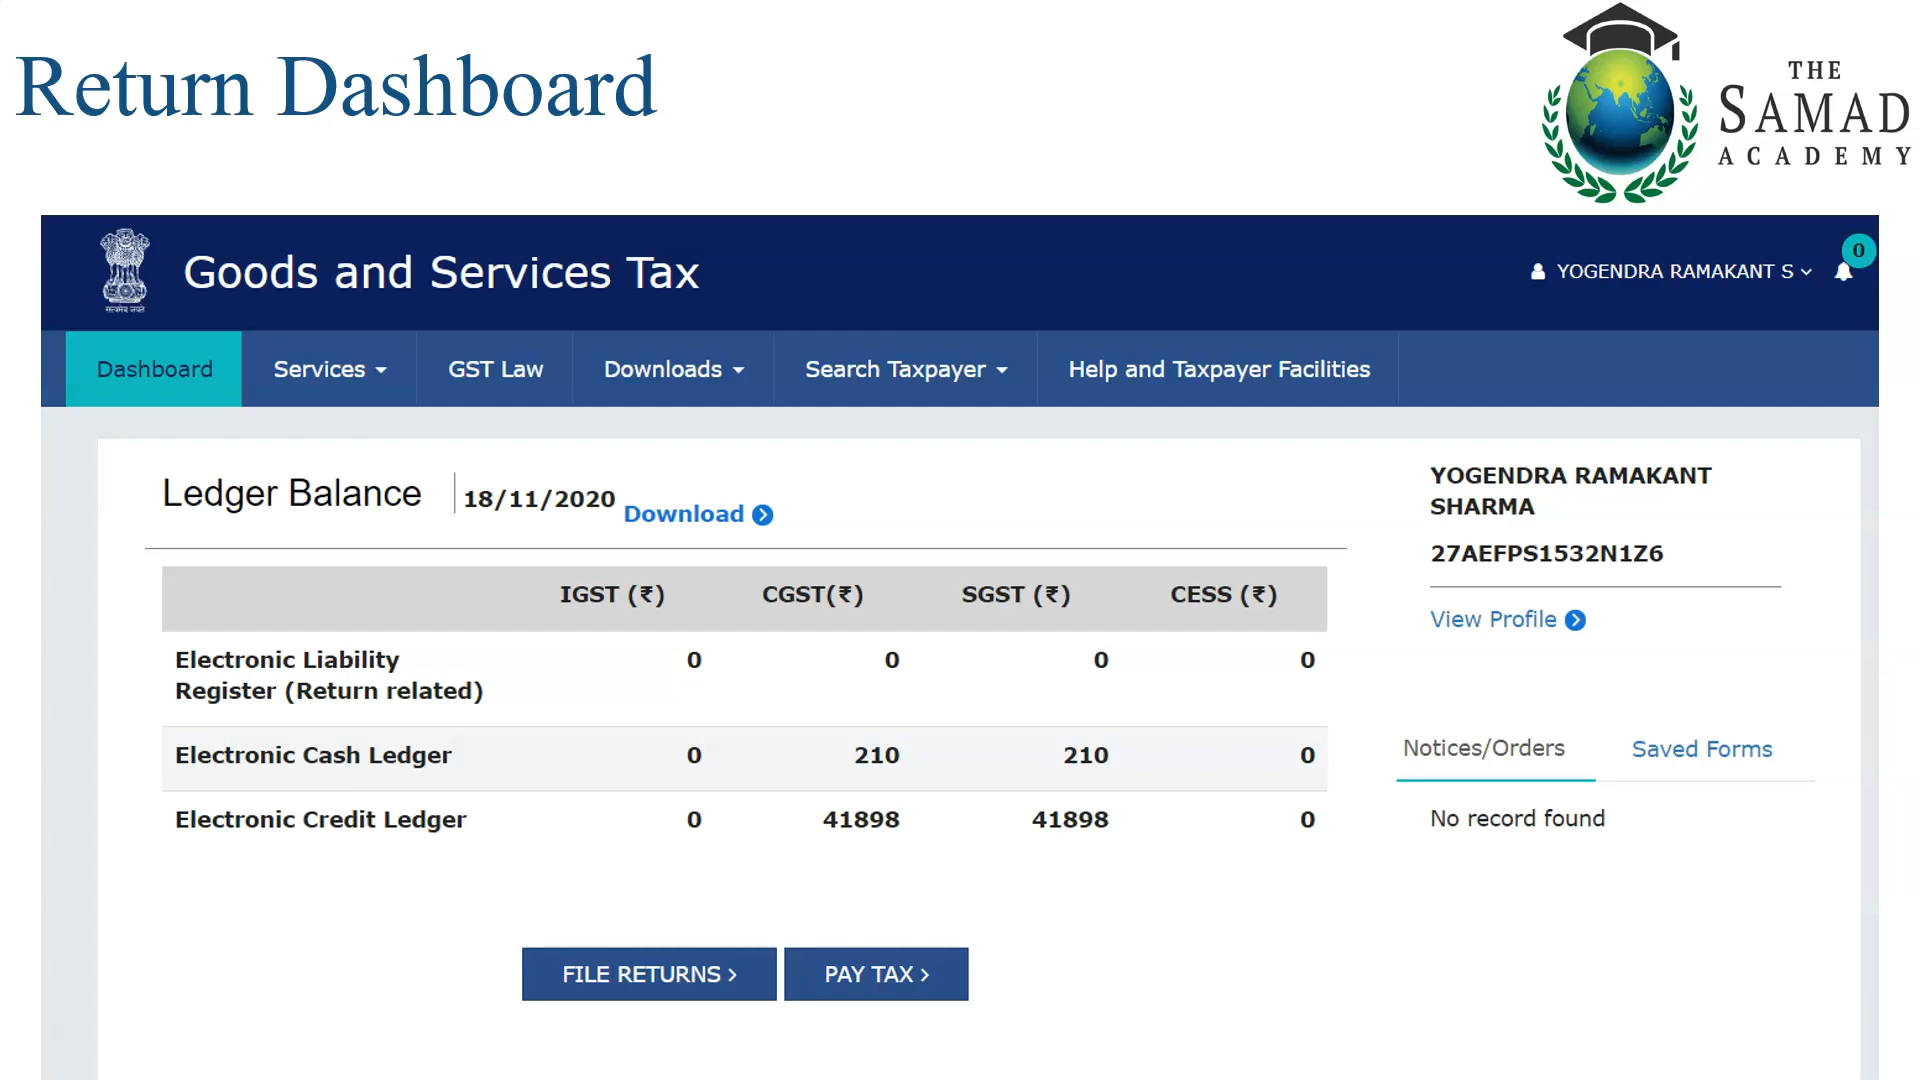 Return Dashboard
THE
SAMAD
ACADEMY
सत्यमेव जयते
Goods and Services Tax
YOGENDRA RAMAKANT S
0
Dashboard
Services
GST Law
Downloads
Search Taxpayer
Help and Taxpayer Facilities
Ledger Balance 18/11/2020 Download
IGST (₹) CGST(₹) SGST (₹) CESS (₹)
Electronic Liability 0 0 0 0
Register (Return related)
Electronic Cash Ledger 0 210 210 0
Electronic Credit Ledger 0 41898 41898 0
FILE RETURNS
PAY TAX
YOGENDRA RAMAKANT
SHARMA
27AEFPS1532N1Z6
View Profile
Notices/Orders Saved Forms
No record found